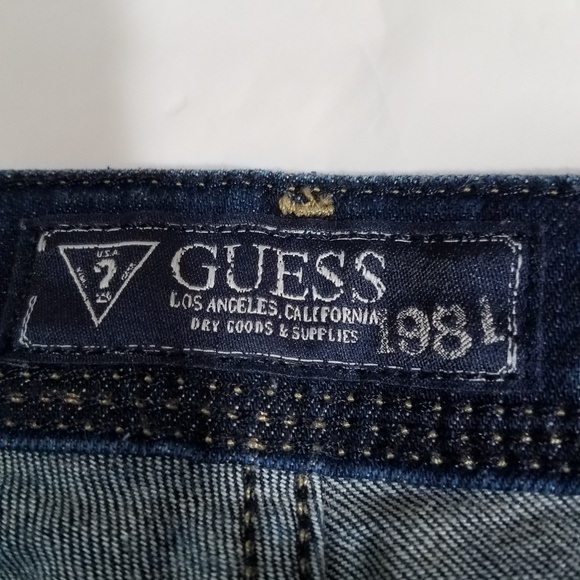 U.S.A
?
GUESS
LOS ANGELES, CALIFORNIA
DRY GOODS & SUPPLIES
1981